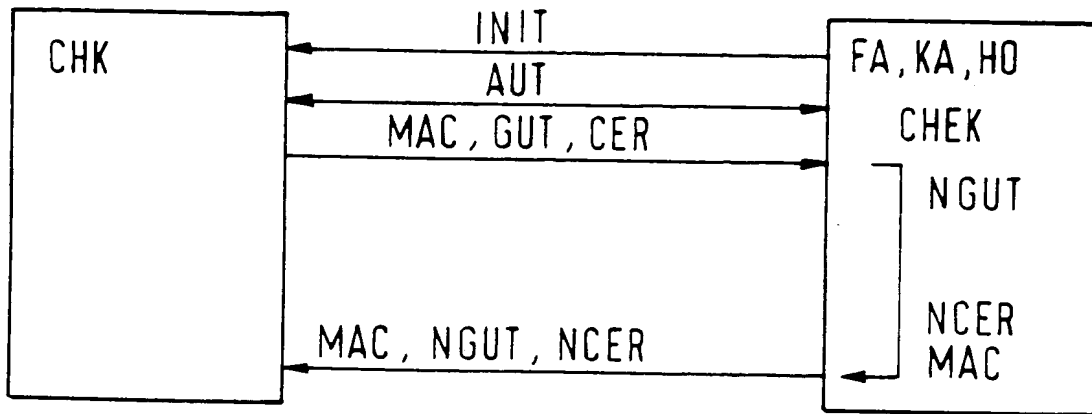 CHK
INIT
AUT
MAC, GUT, CER
MAC, NGUT, NCER
FA, KA, HO
CHEK
NGUT
NCER
MAC